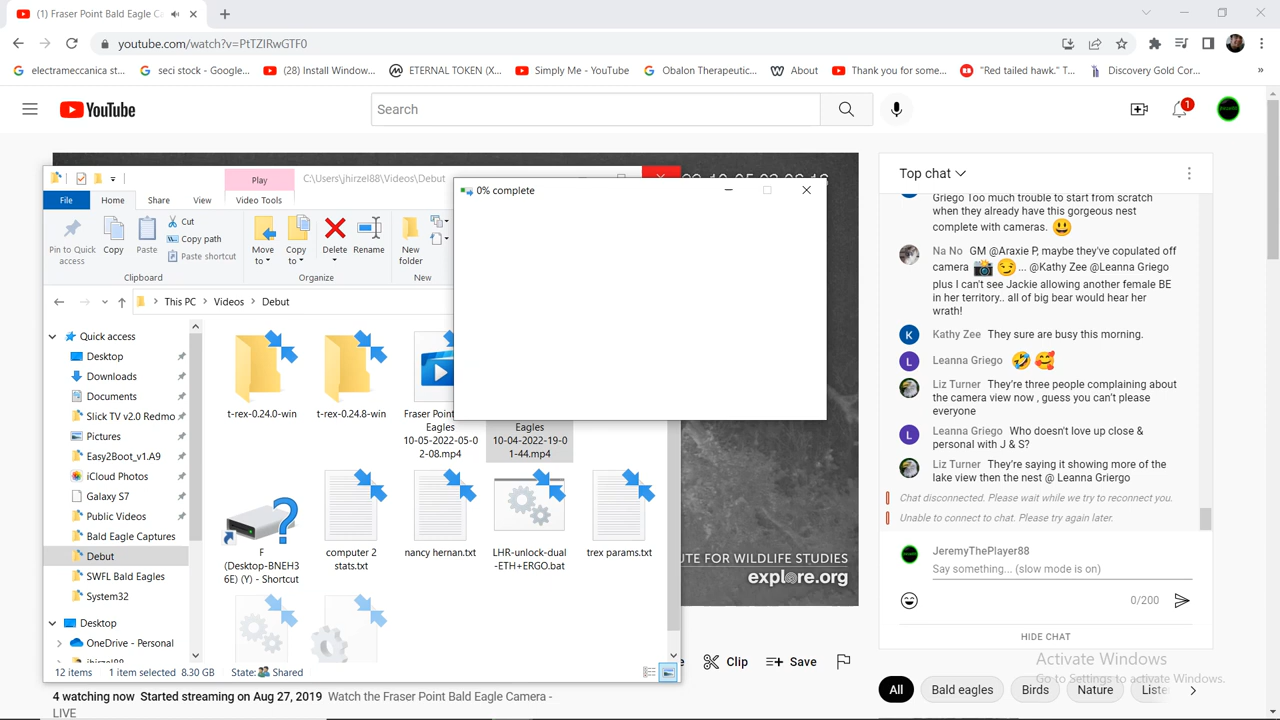 (1) Fraser Point Bald Eagle Ca
youtube.com/watch?v=PtTZIRwGTF0
electrameccanica st...
seci stock - Google...
(28) Install Window...
ETERNAL TOKEN (X...
Simply Me - YouTube
Obalon Therapeutic...
About
Thank you for some...
"Red tailed hawk." T...
Discovery Gold Cor...
»
YouTube
Search
1
Play
C:\Users\jhirzel88\Videos\Debut
File
Home
Share
View
Video Tools
Pin to Quick
access
Copy
Paste
Cut
Copy path
Paste shortcut
Move
to
Copy
to
Delete
Rename
New
folder
Clipboard
Organize
New
This PC > Videos > Debut
Quick access
Desktop
Downloads
Documents
Slick TV v2.0 Redmo
Pictures
Easy2Boot_v1.A9
iCloud Photos
Galaxy S7
Public Videos
Bald Eagle Captures
Debut
SWFL Bald Eagles
System32
Desktop
OneDrive - Personal
jhirzel88
t-rex-0.24.0-win
t-rex-0.24.8-win
Fraser Point
Eagles
10-05-2022-05-0
2-08.mp4
Eagles
10-04-2022-19-0
1-44.mp4
F
(Desktop-BNEH3
6E) (Y) - Shortcut
computer 2
stats.txt
nancy hernan.txt
LHR-unlock-dual
-ETH+ERGO.bat
trex params.txt
12 items
1 item selected 8.30 GB
State:
Shared
0% complete
UTE FOR WILDLIFE STUDIES
explore.org
Clip
Save
4 watching now Started streaming on Aug 27, 2019 Watch the Fraser Point Bald Eagle Camera -
LIVE
Top chat
Griego Too much trouble to start from scratch
when they already have this gorgeous nest
complete with cameras. 😃
Na No GM @Araxie P, maybe they've copulated off
camera 📸 😏... @Kathy Zee @Leanna Griego
plus I can't see Jackie allowing another female BE
in her territory.. all of big bear would hear her
wrath!
K
Kathy Zee They sure are busy this morning.
L
Leanna Griego 🤣🥰
Liz Turner They're three people complaining about
the camera view now , guess you can't please
everyone
L
Leanna Griego Who doesn't love up close &
personal with J & S?
Liz Turner They're saying it showing more of the
lake view then the nest @ Leanna Griergo
Chat disconnected. Please wait while we try to reconnect you.
Unable to connect to chat. Please try again later.
JeremyThePlayer88
Say something... (slow mode is on)
0/200
HIDE CHAT
Activate Windows
Go to Settings to activate Windows.
All
Bald eagles
Birds
Nature
Liste